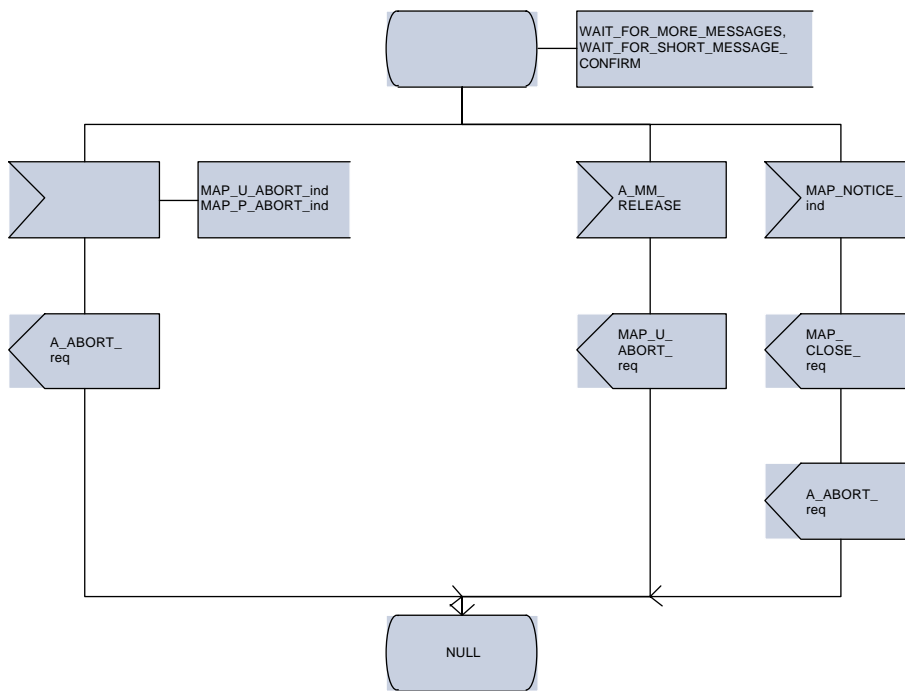 WAIT_FOR_MORE_MESSAGES,
WAIT_FOR_SHORT_MESSAGE_
CONFIRM
MAP_U_ABORT_ind
MAP_P_ABORT_ind
A_MM_
RELEASE
MAP_NOTICE_
ind
A_ABORT_
req
MAP_U_
ABORT_
req
MAP_
CLOSE_
req
A_ABORT_
req
NULL